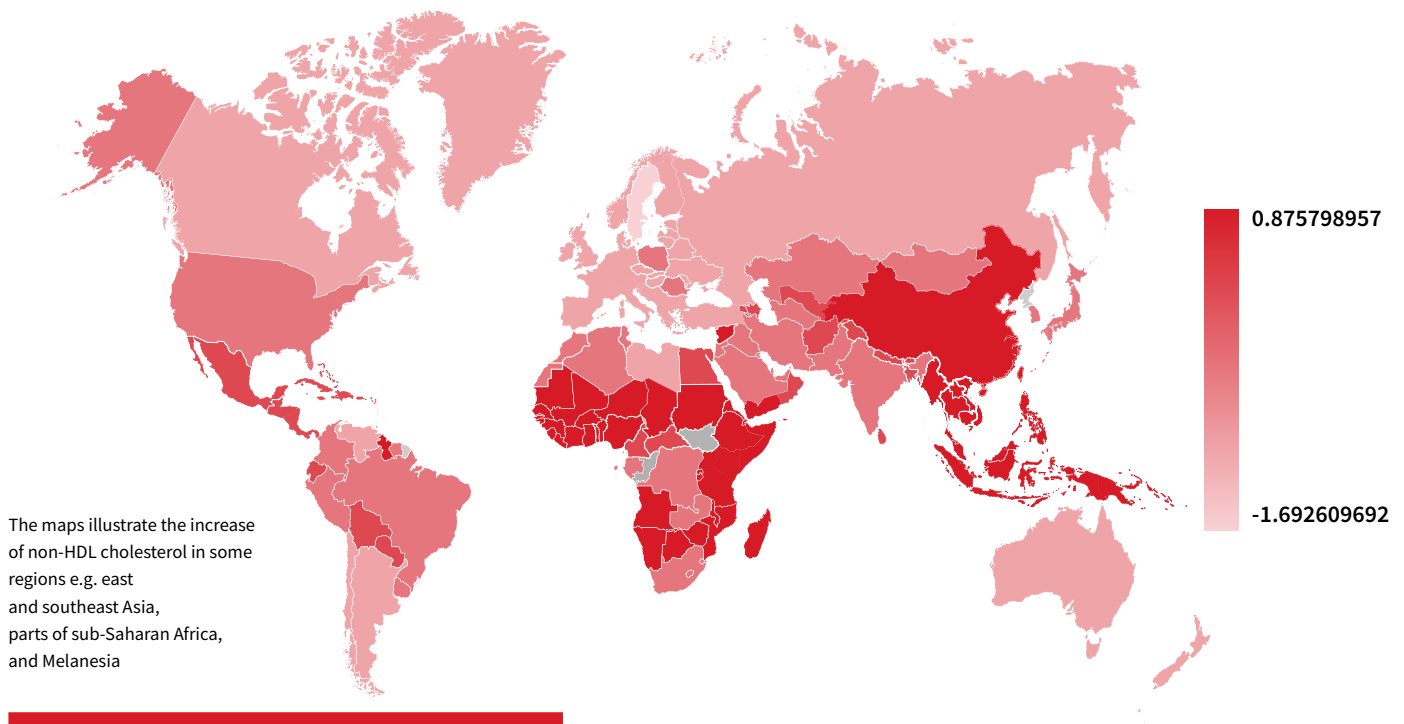 0.875798957
-1.692609692
The maps illustrate the increase
of non-HDL cholesterol in some
regions e.g. east
and southeast Asia,
parts of sub-Saharan Africa,
and Melanesia